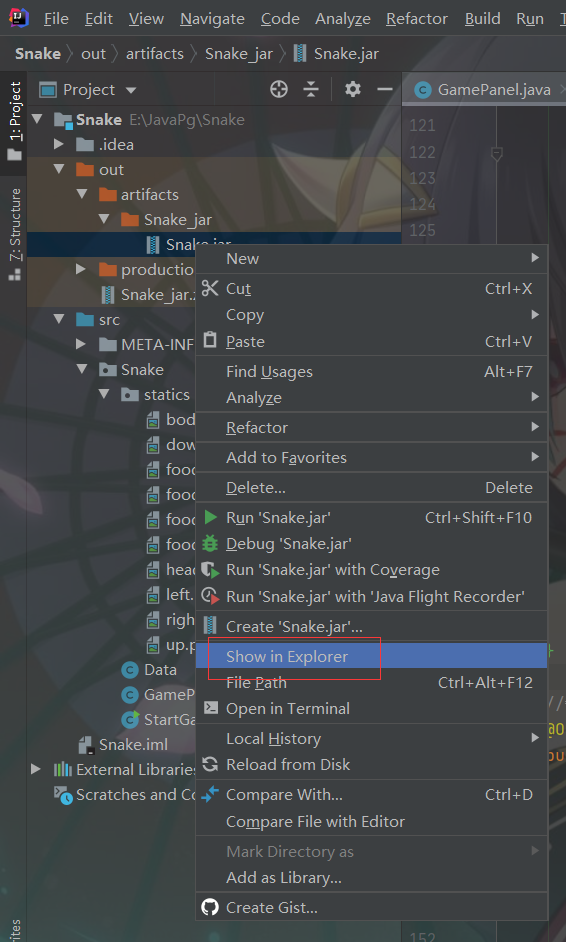 File Edit View Navigate Code Analyze Refactor Build Run
Snake out artifacts Snake_jar Snake.jar
1: Project
Project
GamePanel.java
Snake E:\JavaPg\Snake
.idea
out
artifacts
Snake_jar
Snake.jar
productio
Snake_jar.
src
META-INF
Snake
statics
bod
dow
food
food
food
food
head
left.
right
up.p
Data
GameP
StartGa
Snake.iml
External Libraries
Scratches and Co
7: Structure
rites
121
122
123
124
125
152
New
Cut Ctrl+X
Copy
Paste Ctrl+V
Find Usages Alt+F7
Analyze
Refactor
Add to Favorites
Delete... Delete
Run 'Snake.jar' Ctrl+Shift+F10
Debug 'Snake.jar'
Run 'Snake.jar' with Coverage
Run 'Snake.jar' with 'Java Flight Recorder'
Create 'Snake.jar'...
Show in Explorer
File Path Ctrl+Alt+F12
Open in Terminal
Local History
Reload from Disk
Compare With... Ctrl+D
Compare File with Editor
Mark Directory as
Add as Library...
Create Gist...